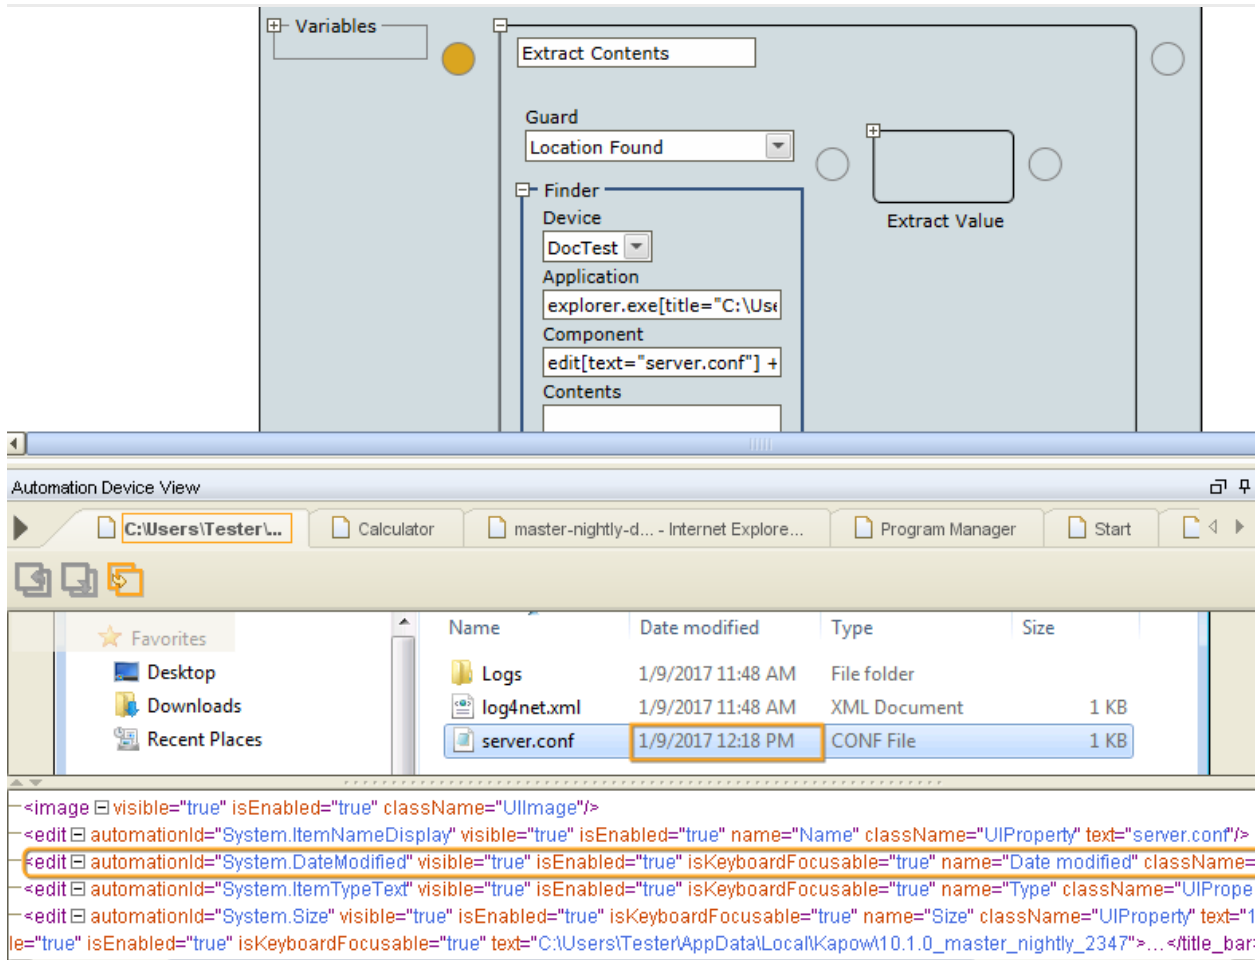 Variables
Extract Contents
Guard
Location Found
Finder
Device
DocTest
Application
explorer.exe[title="C:\Use
Component
edit[text="server.conf"] +
Contents
Extract Value
Automation Device View
C:\Users\Tester\... Calculator master-nightly-d... - Internet Explore... Program Manager Start
Favorites
Desktop
Downloads
Recent Places
Name Date modified Type Size
Logs 1/9/2017 11:48 AM File folder
log4net.xml 1/9/2017 11:48 AM XML Document 1 KB
server.conf 1/9/2017 12:18 PM CONF File 1 KB
<image visible="true" isEnabled="true" className="UIImage"/>
<edit automationId="System.ItemNameDisplay" visible="true" isEnabled="true" name="Name" className="UIProperty" text="server.conf"/>
<edit automationId="System.DateModified" visible="true" isEnabled="true" isKeyboardFocusable="true" name="Date modified" className=
<edit automationId="System.ItemTypeText" visible="true" isEnabled="true" isKeyboardFocusable="true" name="Type" className="UIPrope
<edit automationId="System.Size" visible="true" isEnabled="true" isKeyboardFocusable="true" name="Size" className="UIProperty" text="1
le="true" isEnabled="true" isKeyboardFocusable="true" text="C:\Users\Tester\AppData\Local\Kapow\10.1.0_master_nightly_2347">...</title_bar>